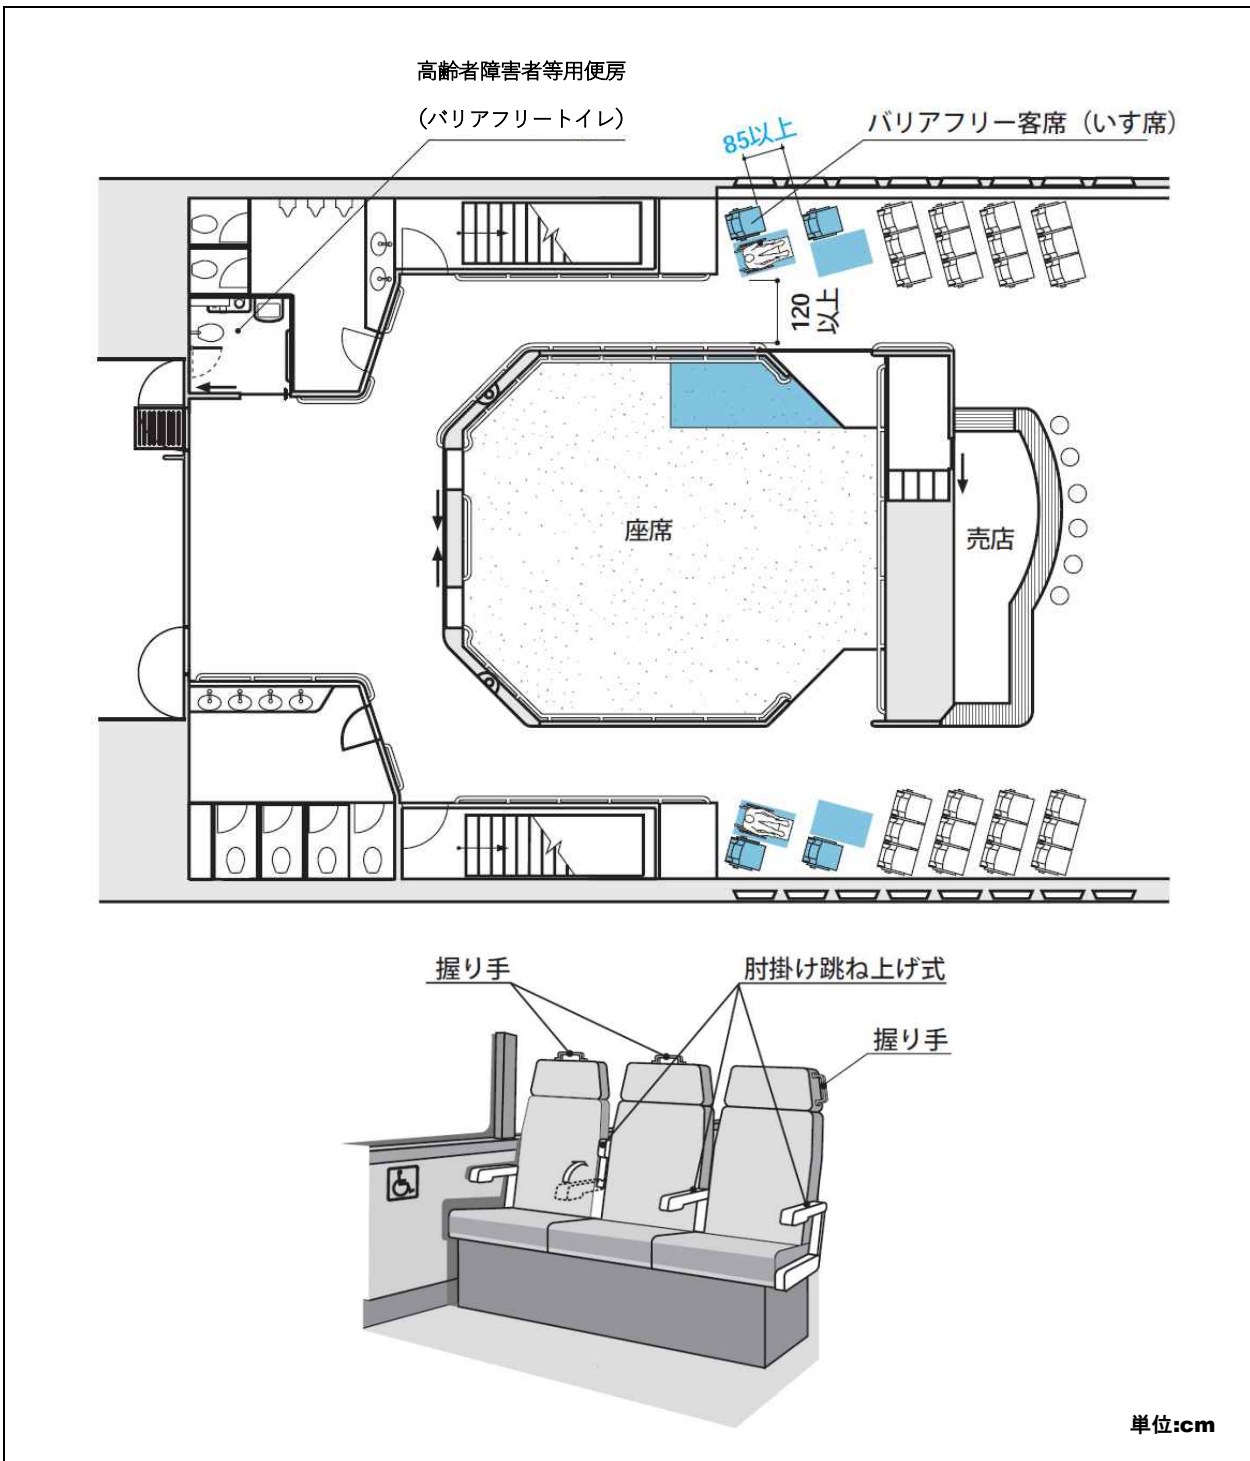 高齢者障害者等用便房
（バリアフリートイレ）
85以上
バリアフリー客席（いす席）
120
以上
座席
売店
握り手
肘掛け跳ね上げ式
握り手
単位:cm